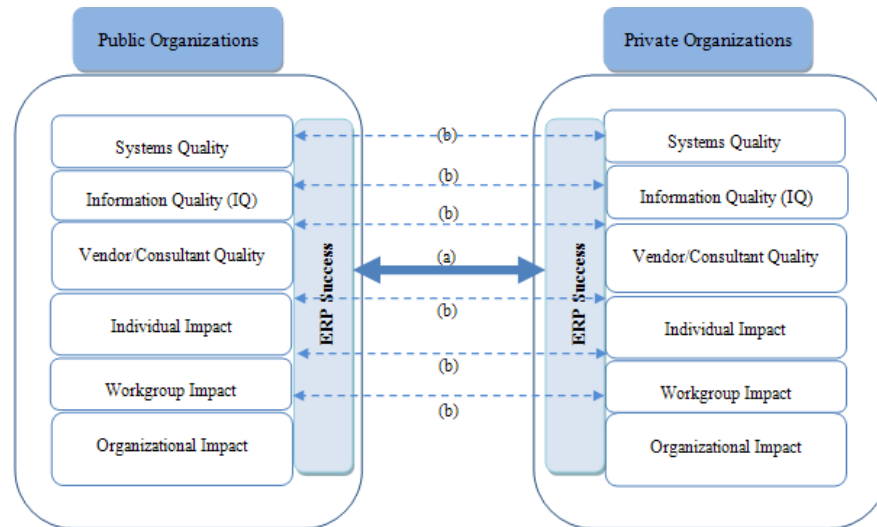 Public Organizations
Private Organizations
Systems Quality
(b)
Systems Quality
Information Quality (IQ)
(b)
Information Quality (IQ)
(b)
Vendor/Consultant Quality
(a)
Vendor/Consultant Quality
ERP Success
ERP Success
(b)
Individual Impact
Individual Impact
(b)
Workgroup Impact
Workgroup Impact
(b)
Organizational Impact
Organizational Impact